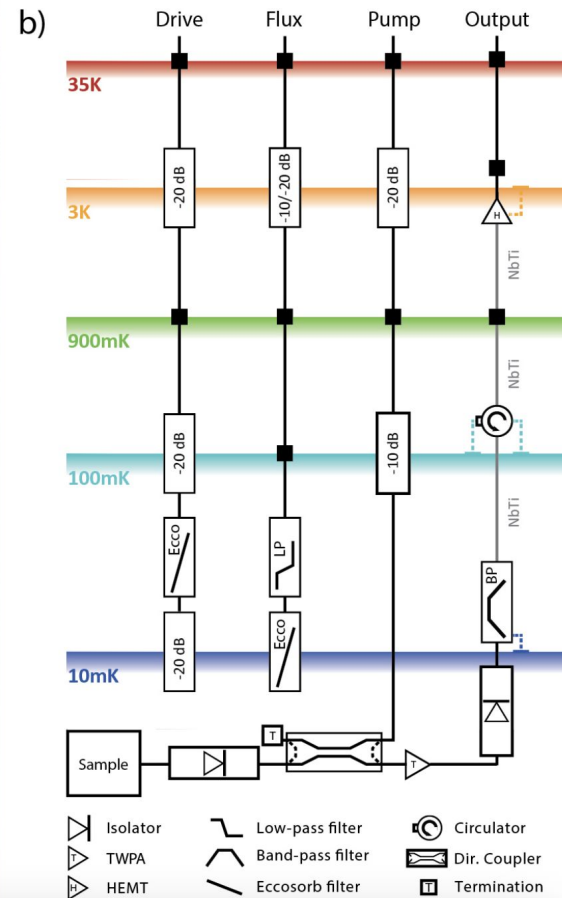 b)
Drive Flux Pump Output
35K
-20 dB -10/-20 dB -20 dB
3K
H
NbTi
900mK
NbTi
-20 dB -10 dB
100mK
NbTi
Ecco LP
BP
-20 dB Ecco
10mK
T
Sample
T
Isolator Low-pass filter Circulator
T TWPA Band-pass filter Dir. Coupler
H HEMT Eccosorb filter T Termination